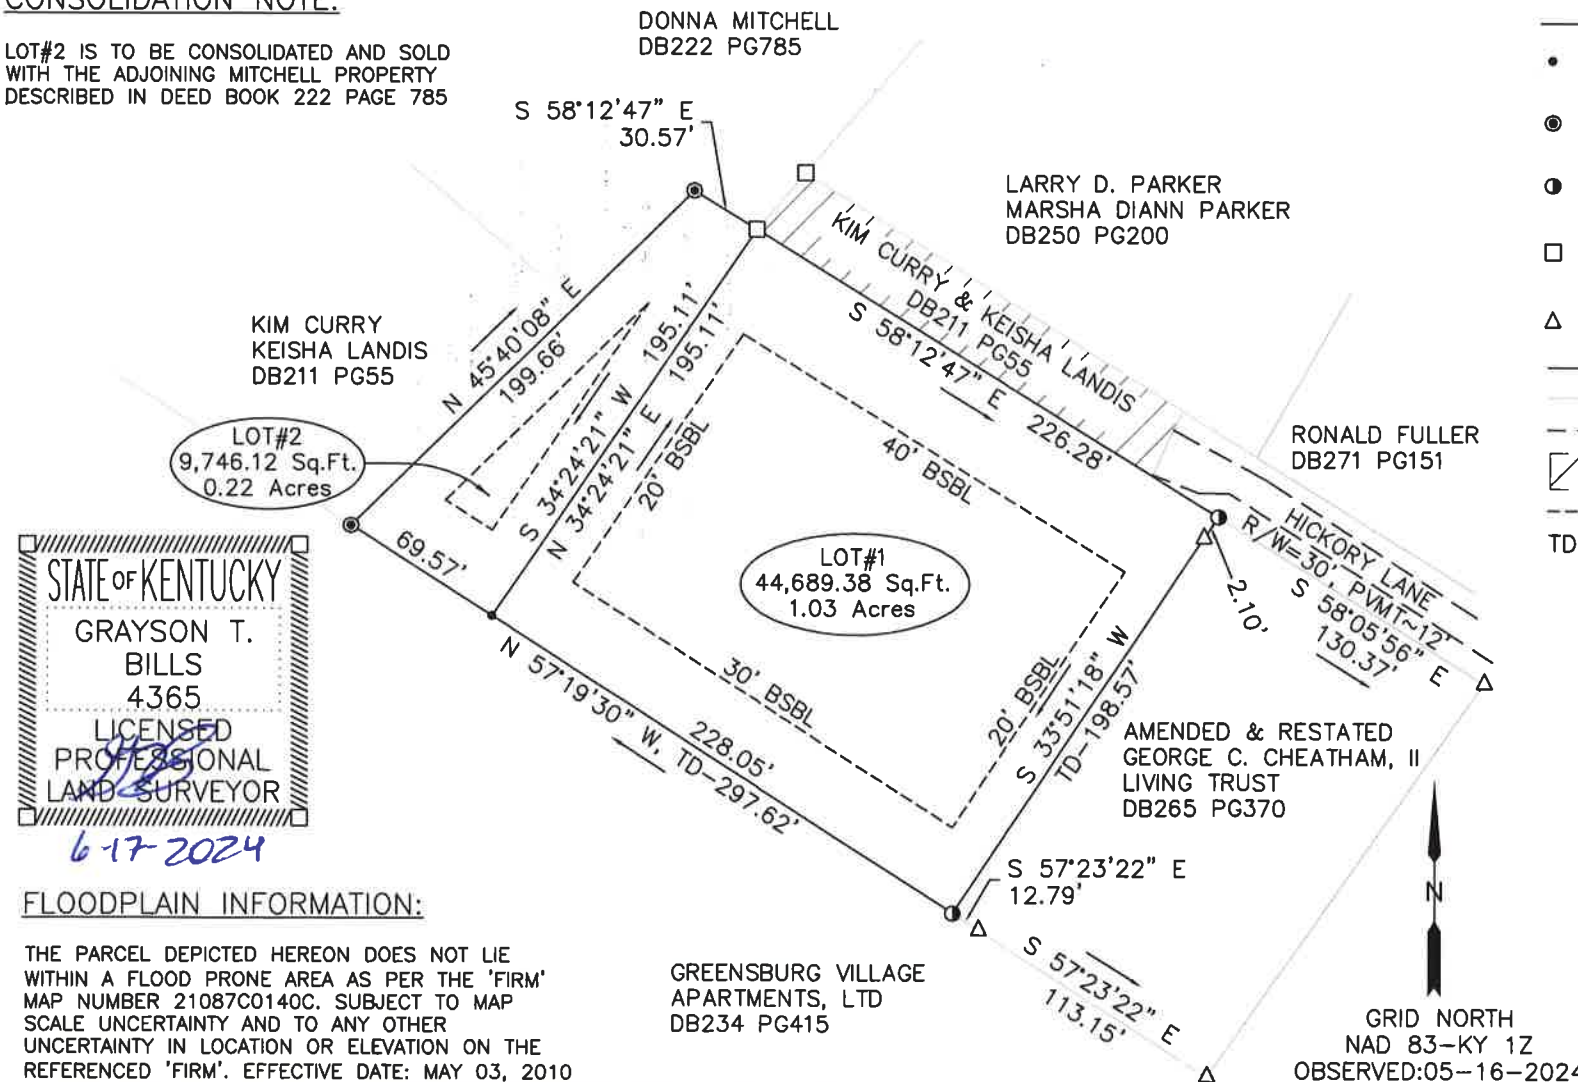 CONSOLIDATION NOTE:
LOT#2 IS TO BE CONSOLIDATED AND SOLD
WITH THE ADJOINING MITCHELL PROPERTY
DESCRIBED IN DEED BOOK 222 PAGE 785
DONNA MITCHELL
DB222 PG785
S 58°12'47" E
30.57'
LARRY D. PARKER
MARSHA DIANN PARKER
DB250 PG200
KIM CURRY & KEISHA LANDIS
DB211 PG55
S 58°12'47" E
226.28'
KIM CURRY
KEISHA LANDIS
DB211 PG55
N 45°40'08" E
199.66'
S 34°24'21" W 195.11'
N 34°24'21" E 195.11'
20' BSBL
40' BSBL
RONALD FULLER
DB271 PG151
HICKORY LANE
R/W=30', PVMT~12'
S 58°05'56" E
130.37'
2.10'
TD
LOT#2
9,746.12 Sq.Ft.
0.22 Acres
69.57'
LOT#1
44,689.38 Sq.Ft.
1.03 Acres
30' BSBL
20' BSBL
S 33°51'18" W
TD-198.57'
N 57°19'30" W, TD-297.62'
228.05'
STATE OF KENTUCKY
GRAYSON T.
BILLS
4365
LICENSED
PROFESSIONAL
LAND SURVEYOR
6-17-2024
AMENDED & RESTATED
GEORGE C. CHEATHAM, II
LIVING TRUST
DB265 PG370
S 57°23'22" E
12.79'
S 57°23'22" E
113.15'
FLOODPLAIN INFORMATION:
THE PARCEL DEPICTED HEREON DOES NOT LIE
WITHIN A FLOOD PRONE AREA AS PER THE 'FIRM'
MAP NUMBER 21087C0140C. SUBJECT TO MAP
SCALE UNCERTAINTY AND TO ANY OTHER
UNCERTAINTY IN LOCATION OR ELEVATION ON THE
REFERENCED 'FIRM'. EFFECTIVE DATE: MAY 03, 2010
GREENSBURG VILLAGE
APARTMENTS, LTD
DB234 PG415
N
GRID NORTH
NAD 83-KY 1Z
OBSERVED:05-16-2024